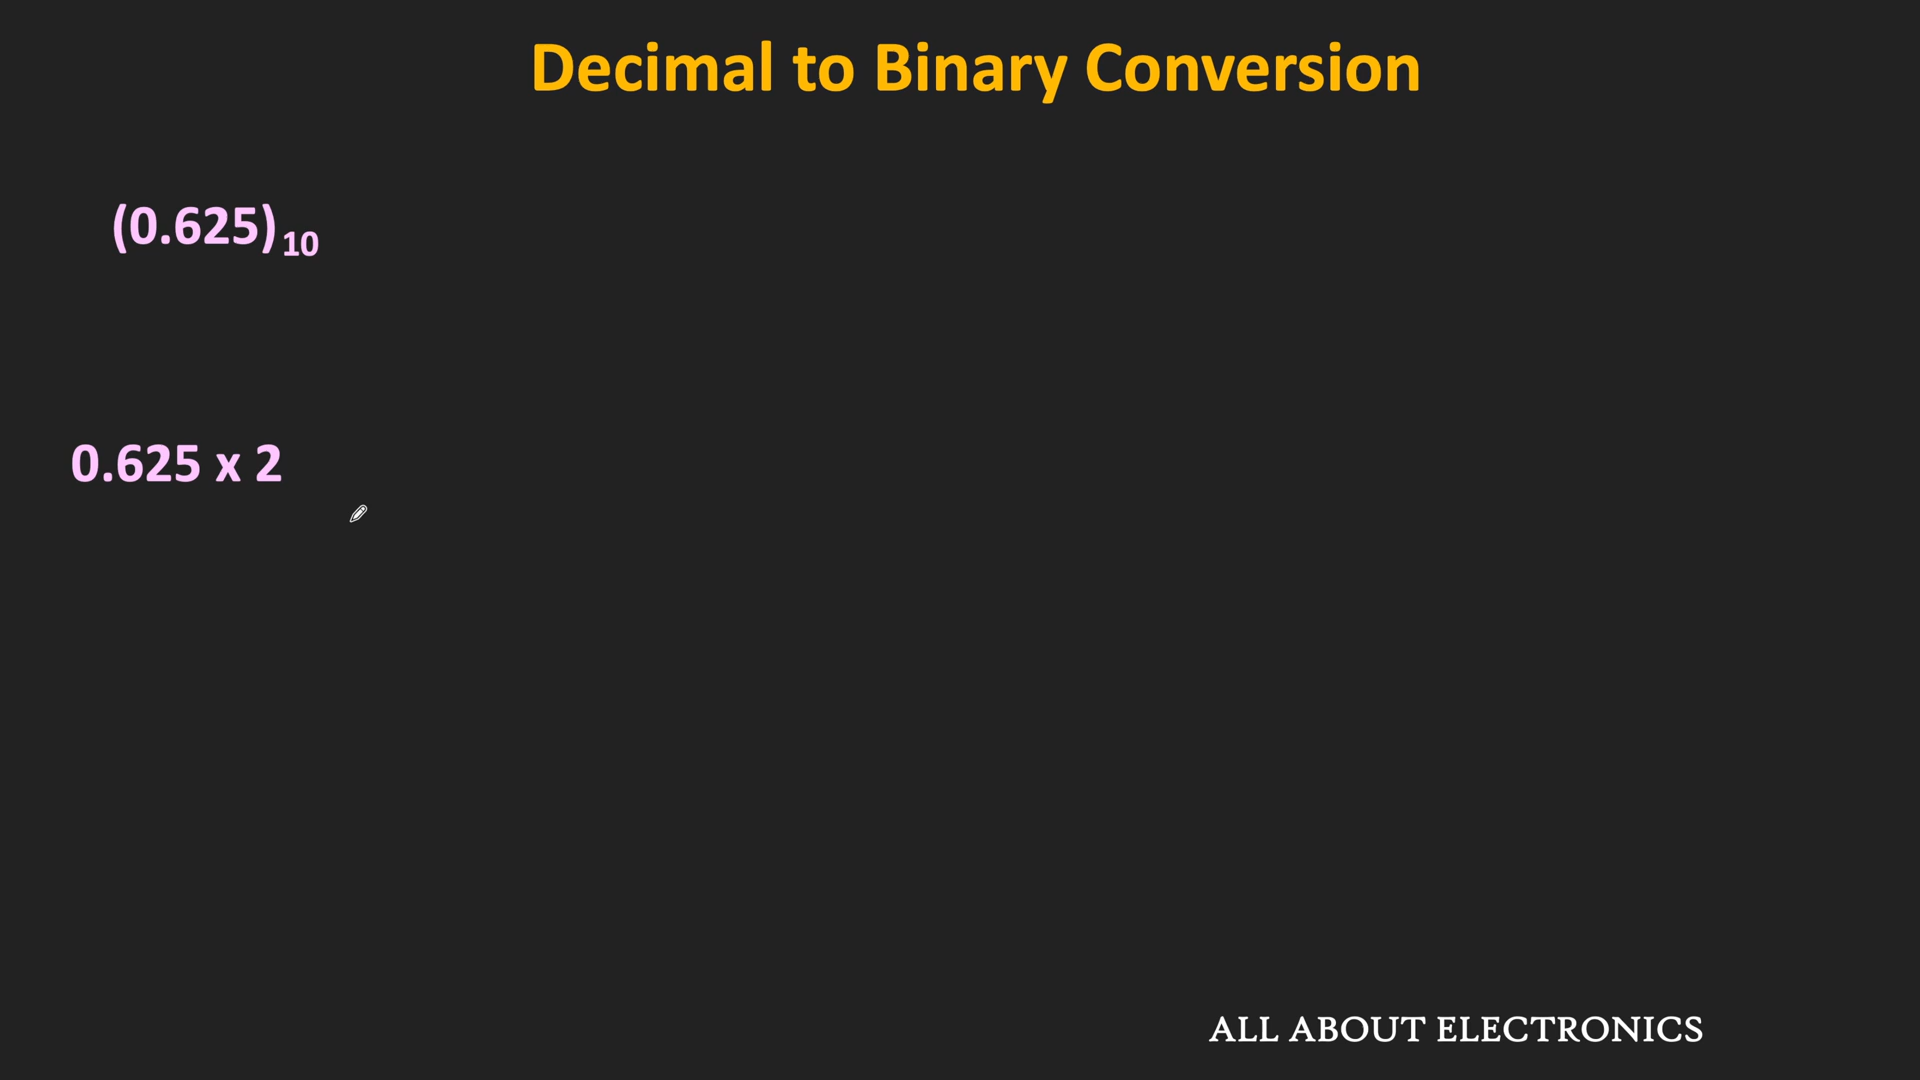 Decimal to Binary Conversion
(0.625)10
0.625 x 2
ALL ABOUT ELECTRONICS